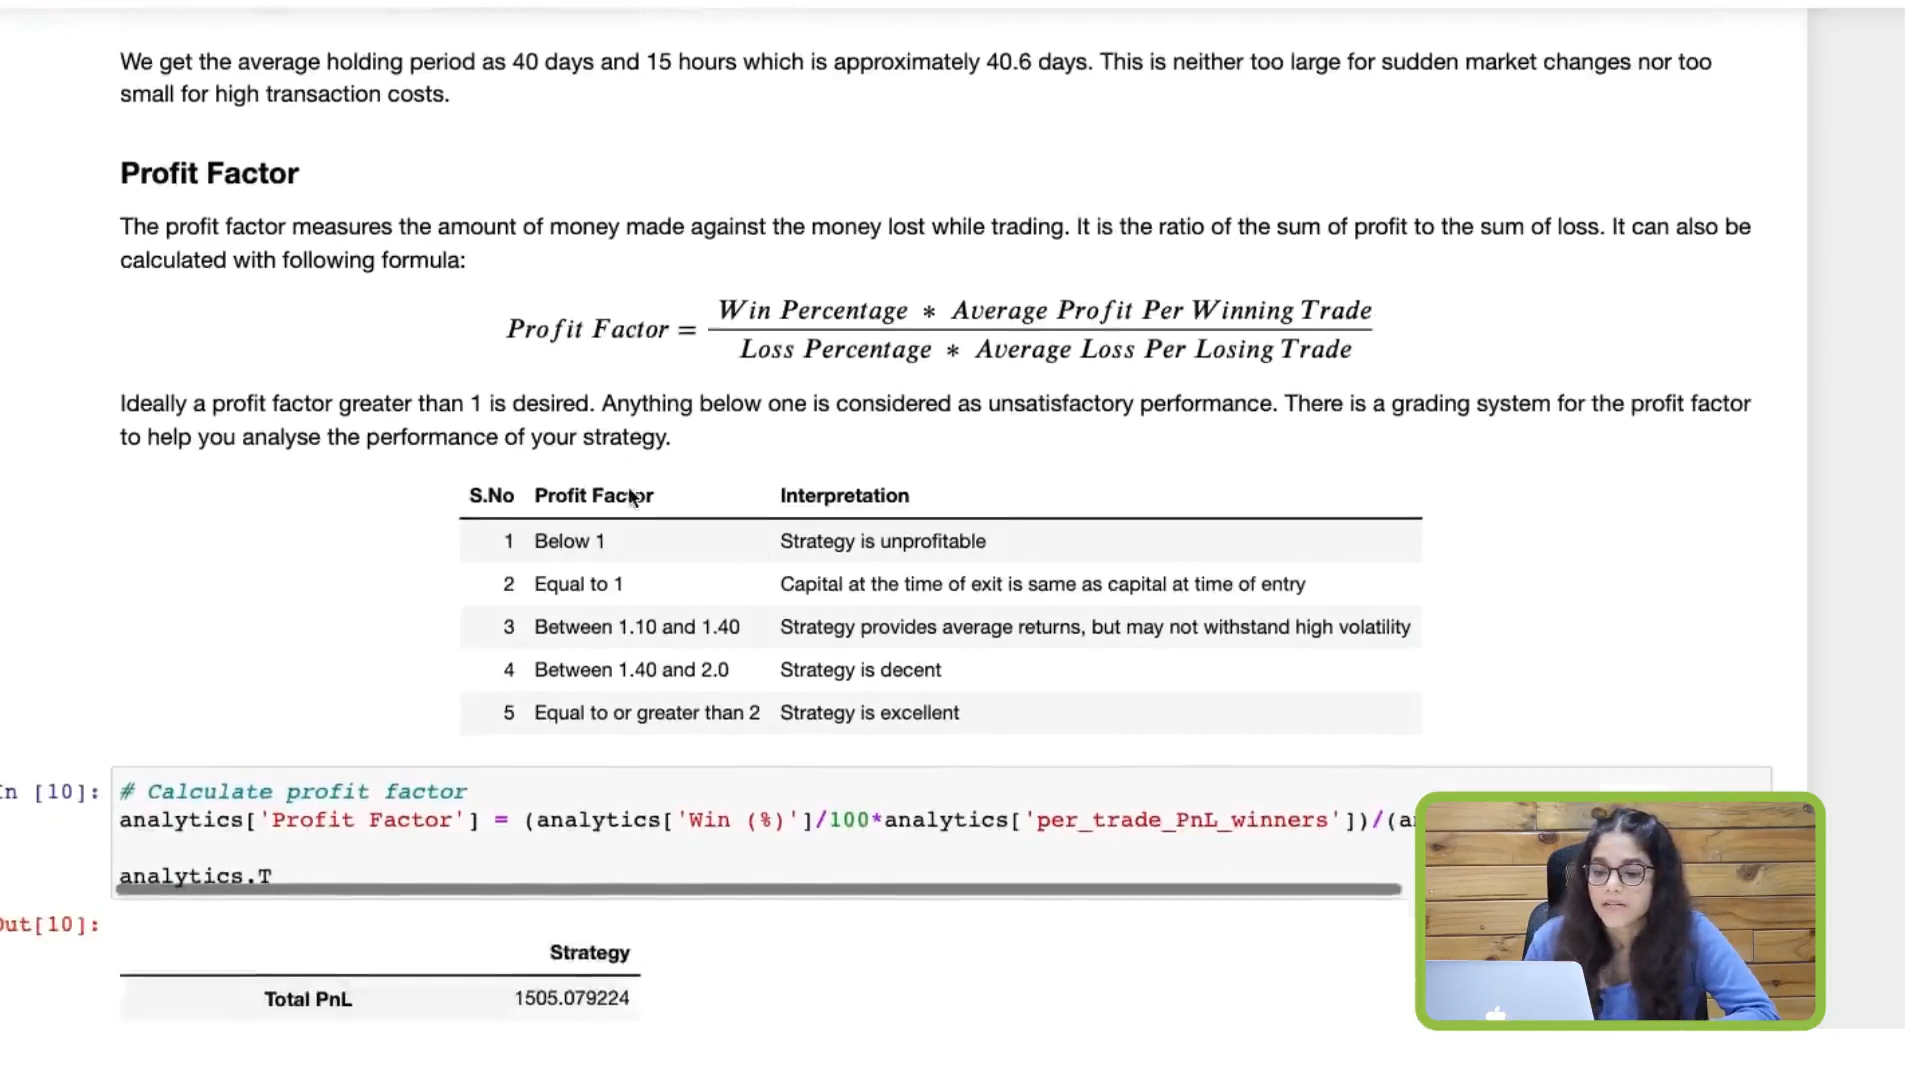 We get the average holding period as 40 days and 15 hours which is approximately 40.6 days. This is neither too large for sudden market changes nor too
small for high transaction costs.
Profit Factor
The profit factor measures the amount of money made against the money lost while trading. It is the ratio of the sum of profit to the sum of loss. It can also be
calculated with following formula:
Profit Factor = Win Percentage * Average Profit Per Winning Trade
Loss Percentage * Average Loss Per Losing Trade
Ideally a profit factor greater than 1 is desired. Anything below one is considered as unsatisfactory performance. There is a grading system for the profit factor
to help you analyse the performance of your strategy.
S.No Profit Factor Interpretation
1 Below 1 Strategy is unprofitable
2 Equal to 1 Capital at the time of exit is same as capital at time of entry
3 Between 1.10 and 1.40 Strategy provides average returns, but may not withstand high volatility
4 Between 1.40 and 2.0 Strategy is decent
5 Equal to or greater than 2 Strategy is excellent
n [10]: # Calculate profit factor
analytics['Profit Factor'] = (analytics['Win (%)']/100*analytics['per_trade_PnL_winners'])/(a
analytics.T
ut[10]:
Strategy
Total PnL 1505.079224